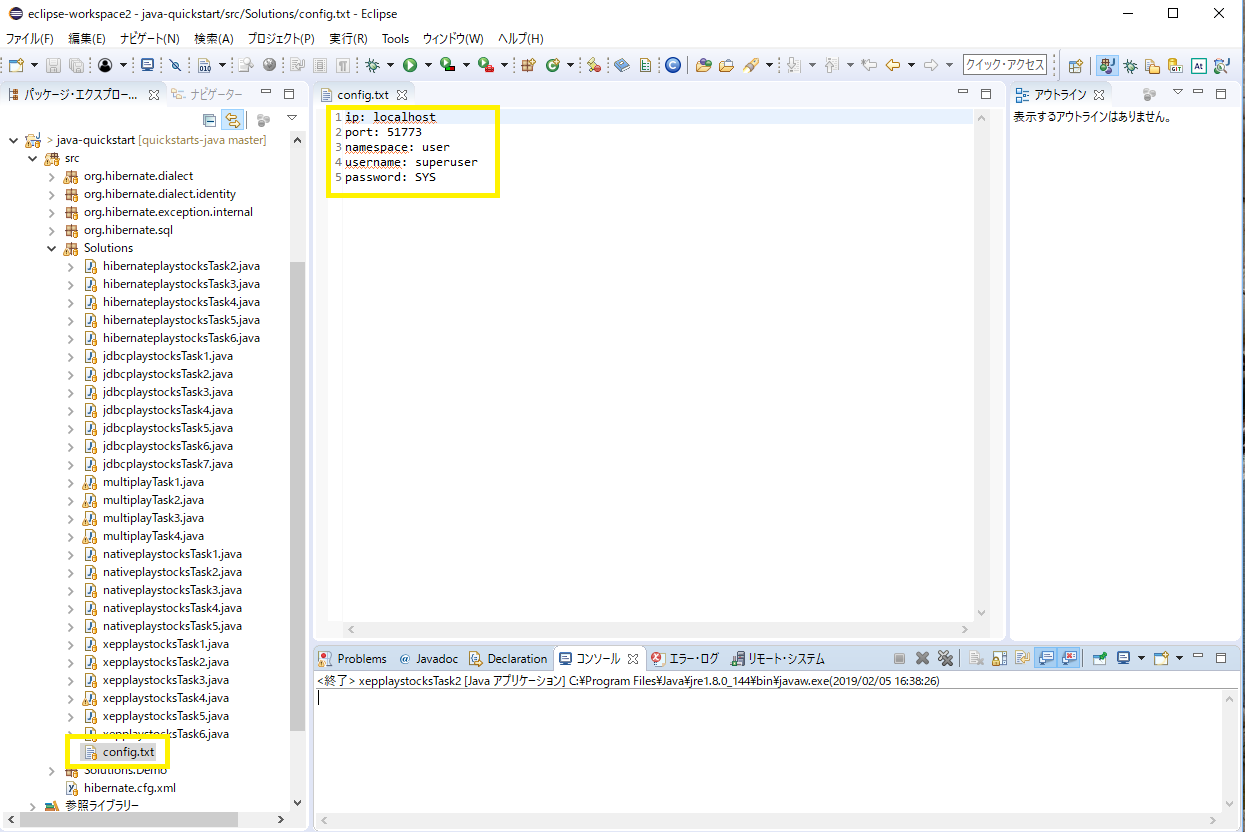 eclipse-workspace2 - java-quickstart/src/Solutions/config.txt - Eclipse
ファイル(F) 編集(E) ナビゲート(N) 検索(A) プロジェクト(P) 実行(R) Tools ウィンドウ(W) ヘルプ(H)
クイック・アクセス
パッケージ・エクスプロー...
ナビゲーター
> java-quickstart [quickstarts-java master]
src
org.hibernate.dialect
org.hibernate.dialect.identity
org.hibernate.exception.internal
org.hibernate.sql
Solutions
hibernateplaystocksTask2.java
hibernateplaystocksTask3.java
hibernateplaystocksTask4.java
hibernateplaystocksTask5.java
hibernateplaystocksTask6.java
jdbcplaystocksTask1.java
jdbcplaystocksTask2.java
jdbcplaystocksTask3.java
jdbcplaystocksTask4.java
jdbcplaystocksTask5.java
jdbcplaystocksTask6.java
jdbcplaystocksTask7.java
multiplayTask1.java
multiplayTask2.java
multiplayTask3.java
multiplayTask4.java
nativeplaystocksTask1.java
nativeplaystocksTask2.java
nativeplaystocksTask3.java
nativeplaystocksTask4.java
nativeplaystocksTask5.java
xepplaystocksTask1.java
xepplaystocksTask2.java
xepplaystocksTask3.java
xepplaystocksTask4.java
xepplaystocksTask5.java
xepplaystocksTask6.java
config.txt
Solutions.Demo
hibernate.cfg.xml
参照ライブラリー
config.txt
1 ip: localhost
2 port: 51773
3 namespace: user
4 username: superuser
5 password: SYS
アウトライン
表示するアウトラインはありません。
Problems @ Javadoc Declaration コンソール エラー・ログ リモート・システム
<終了> xepplaystocksTask2 [Java アプリケーション] C:¥Program Files¥Java¥jre1.8.0_144¥bin¥javaw.exe(2019/02/05 16:38:26)